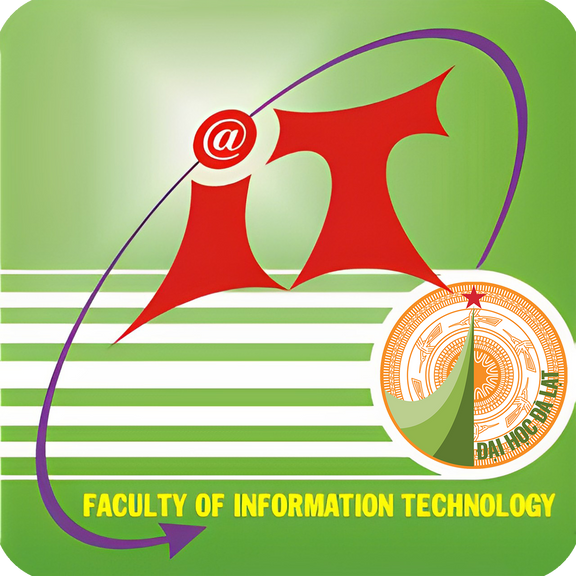 @
iT
ĐẠI HỌC ĐÀ LẠT
FACULTY OF INFORMATION TECHNOLOGY